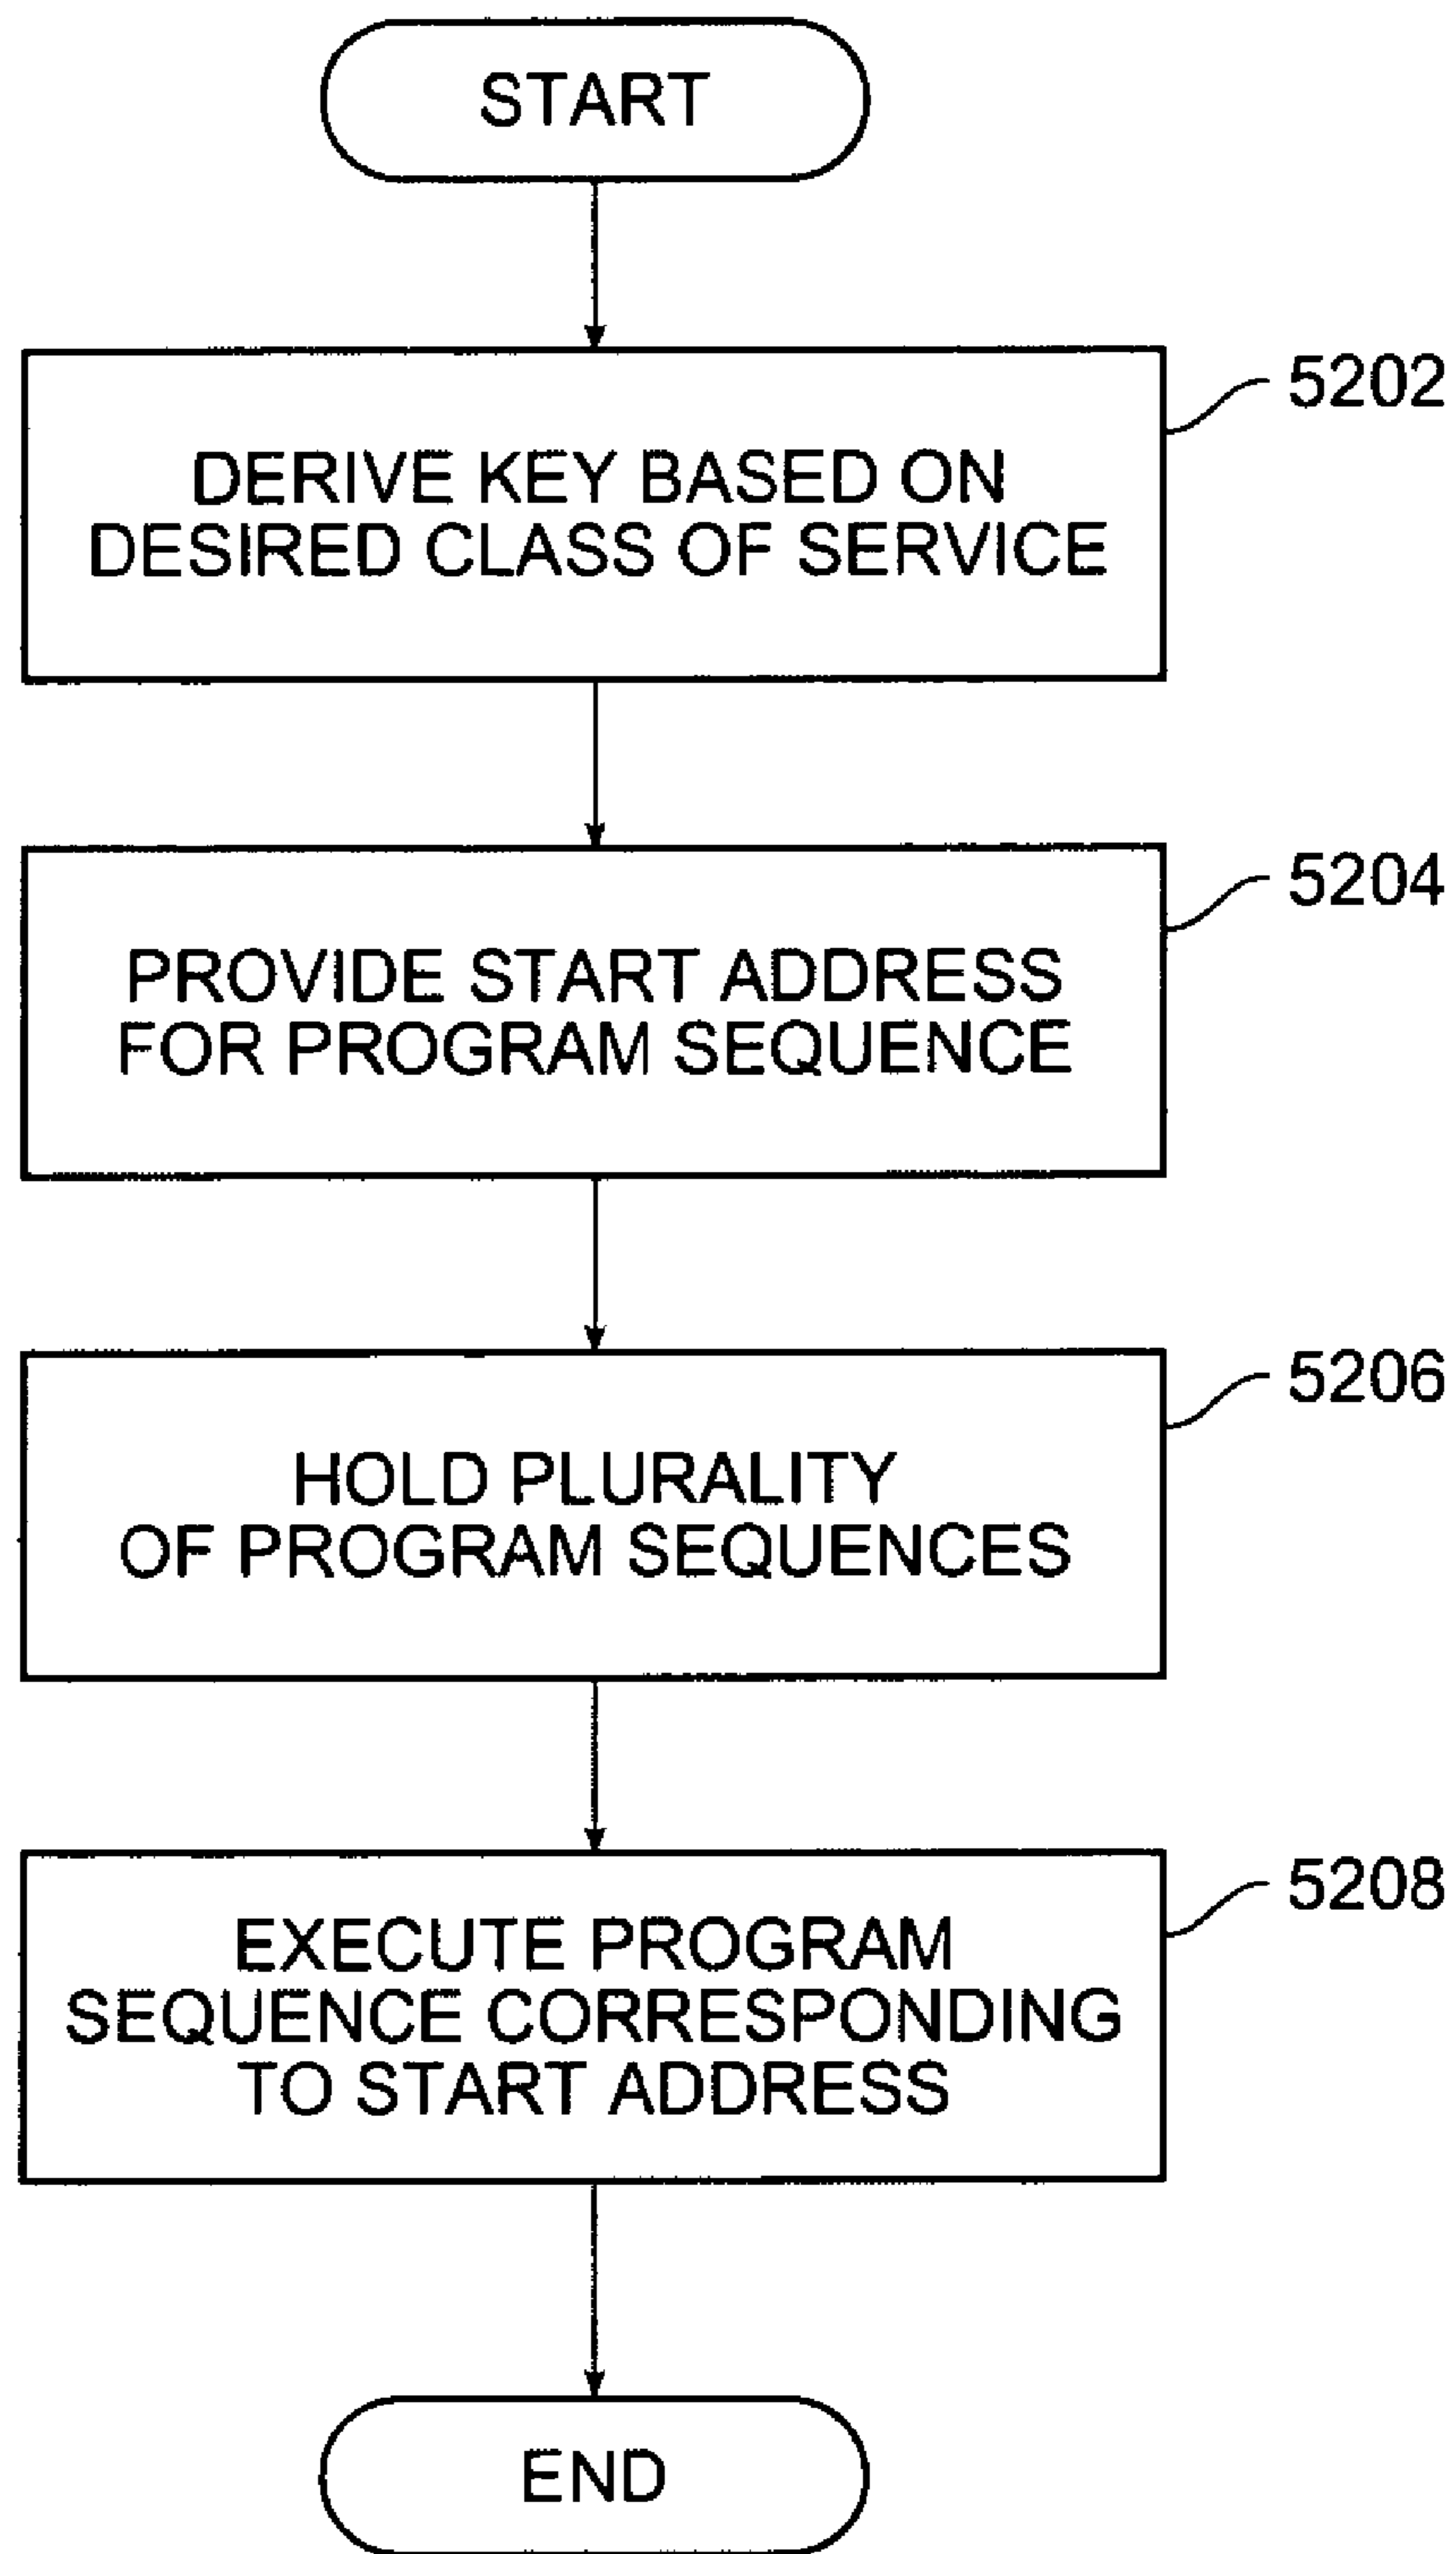 START
5202
DERIVE KEY BASED ON
DESIRED CLASS OF SERVICE
5204
PROVIDE START ADDRESS
FOR PROGRAM SEQUENCE
5206
HOLD PLURALITY
OF PROGRAM SEQUENCES
5208
EXECUTE PROGRAM
SEQUENCE CORRESPONDING
TO START ADDRESS
END